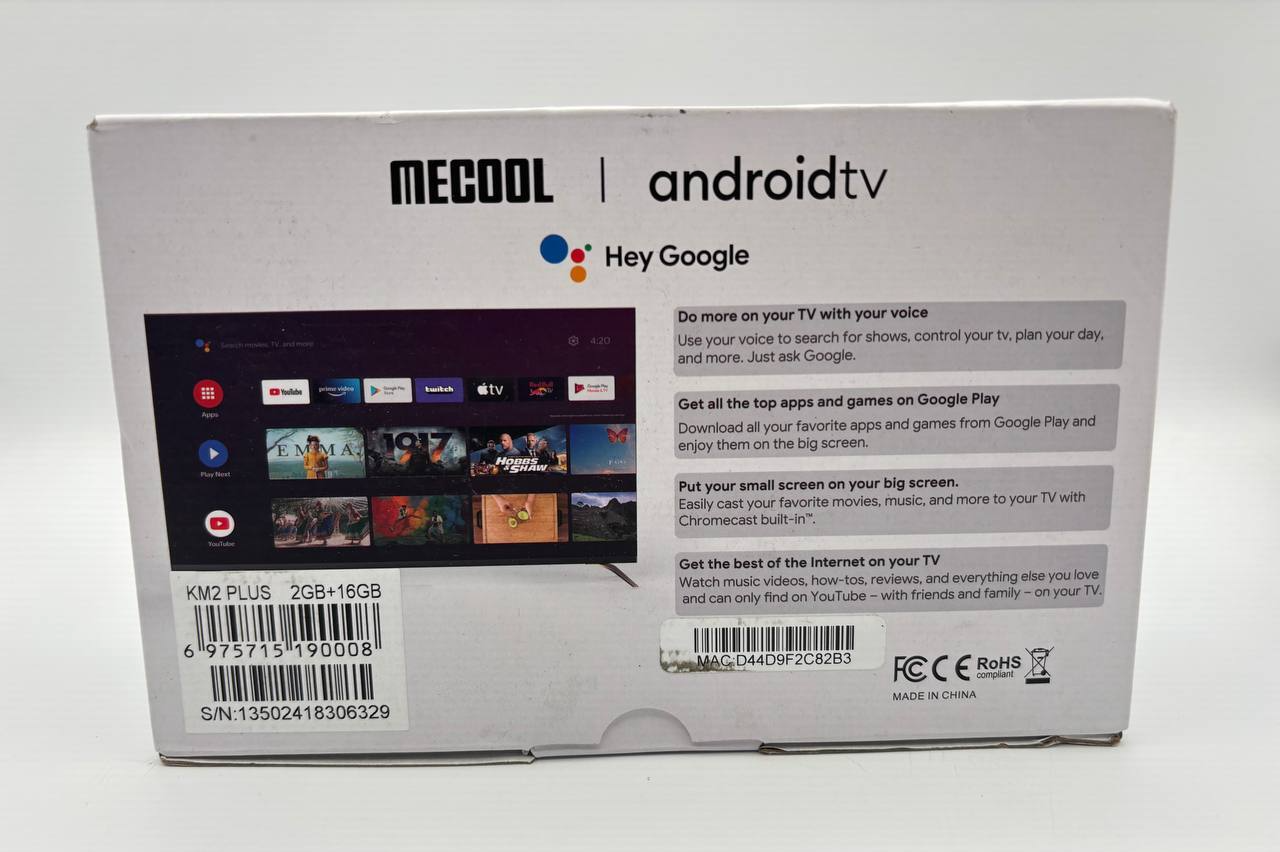 MECOOL | androidtv
Hey Google
Search movies, TV, and more
4:20
Apps
YouTube
prime video
Google Play
Store
twitch
tv
Red Bull
TV
Google Play
Movies & TV
Play Next
EMMA.
1917
HOBBS
& SHAW
YouTube
Do more on your TV with your voice
Use your voice to search for shows, control your tv, plan your day,
and more. Just ask Google.
Get all the top apps and games on Google Play
Download all your favorite apps and games from Google Play and
enjoy them on the big screen.
Put your small screen on your big screen.
Easily cast your favorite movies, music, and more to your TV with
Chromecast built-in™.
Get the best of the Internet on your TV
Watch music videos, how-tos, reviews, and everything else you love
and can only find on YouTube – with friends and family – on your TV.
KM2 PLUS 2GB+16GB
6 975715 190008
S/N:13502418306329
MAC:D44D9F2C82B3
FC CE RoHS
compliant
MADE IN CHINA